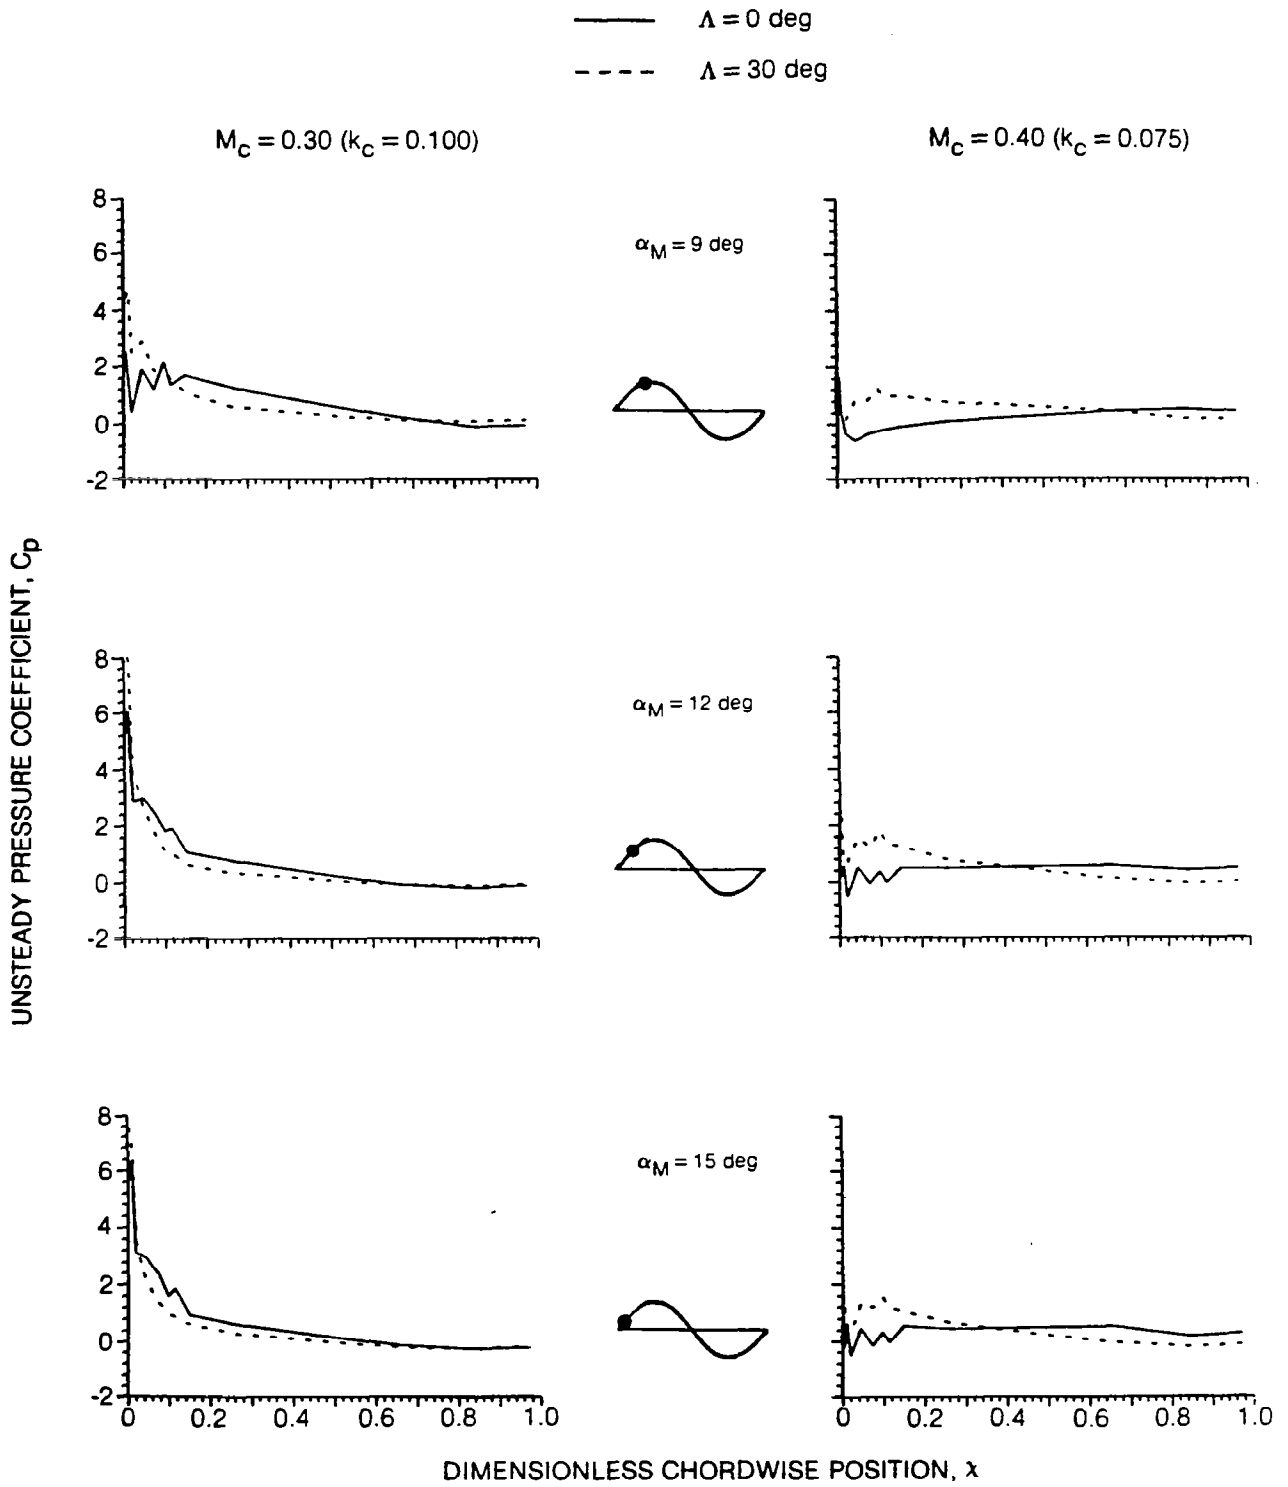 Λ = 0 deg
Λ = 30 deg
M_c = 0.30 (k_c = 0.100)
M_c = 0.40 (k_c = 0.075)
8
6
4
2
0
-2
α_M = 9 deg
UNSTEADY PRESSURE COEFFICIENT, C_p
8
6
4
2
0
-2
α_M = 12 deg
8
6
4
2
0
-2
α_M = 15 deg
0 0.2 0.4 0.6 0.8 1.0
0 0.2 0.4 0.6 0.8 1.0
DIMENSIONLESS CHORDWISE POSITION, χ